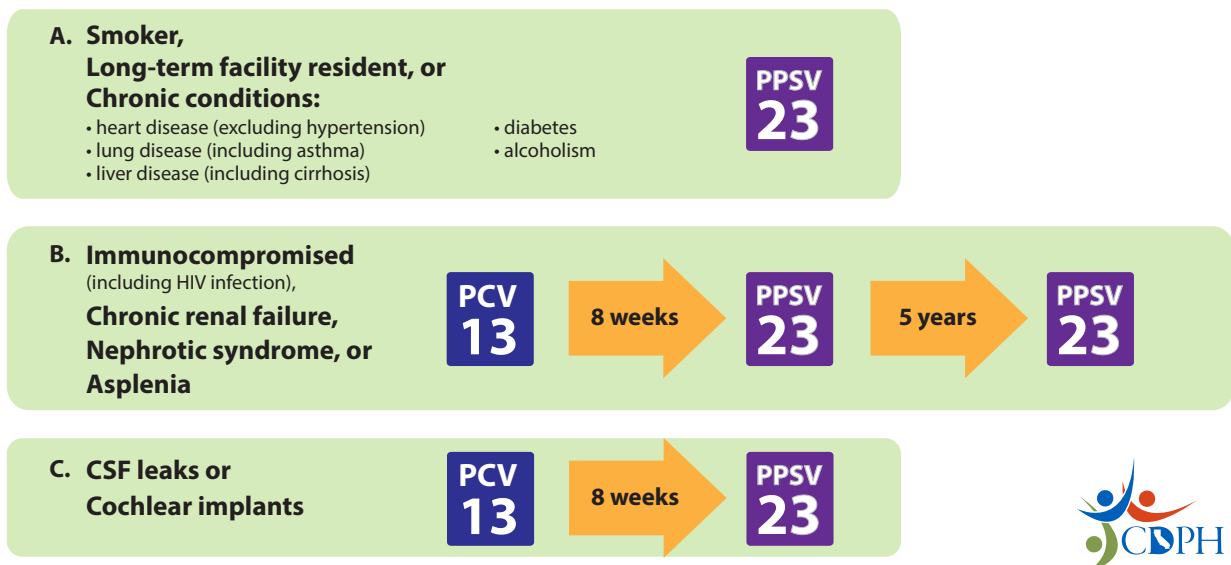 A. Smoker,
Long-term facility resident, or
Chronic conditions:
• heart disease (excluding hypertension)
• lung disease (including asthma)
• liver disease (including cirrhosis)
• diabetes
• alcoholism
PPSV
23
B. Immunocompromised
(including HIV infection),
Chronic renal failure,
Nephrotic syndrome, or
Asplenia
PCV
13
8 weeks
PPSV
23
5 years
PPSV
23
C. CSF leaks or
Cochlear implants
PCV
13
8 weeks
PPSV
23
CDPH